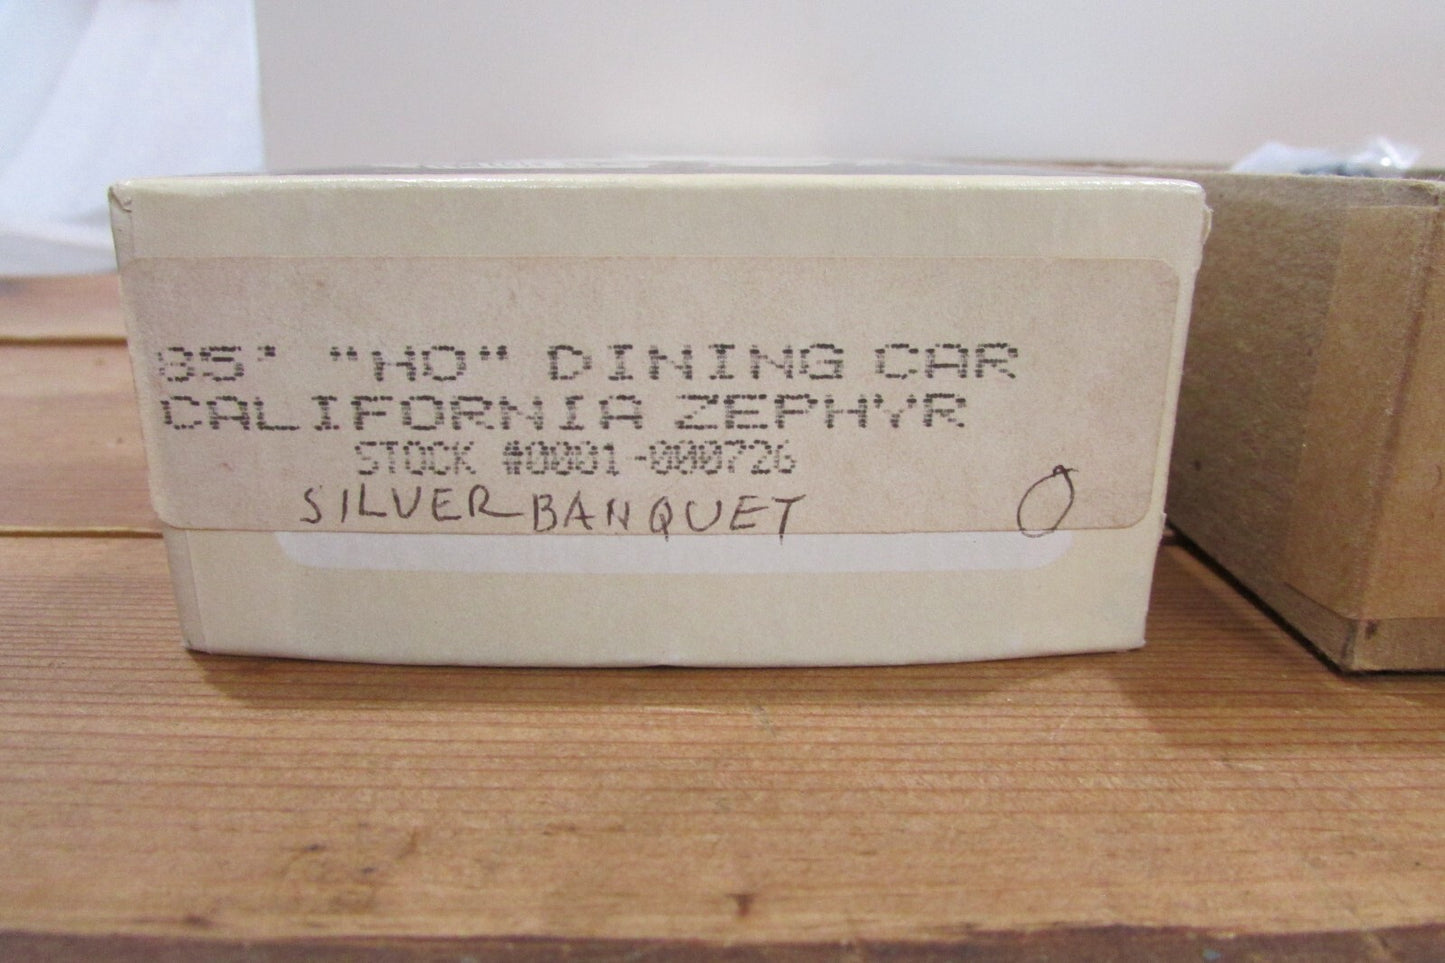 85' "HO" DINING CAR
CALIFORNIA ZEPHYR
STOCK #0001-000726
SILVER BANQUET
O